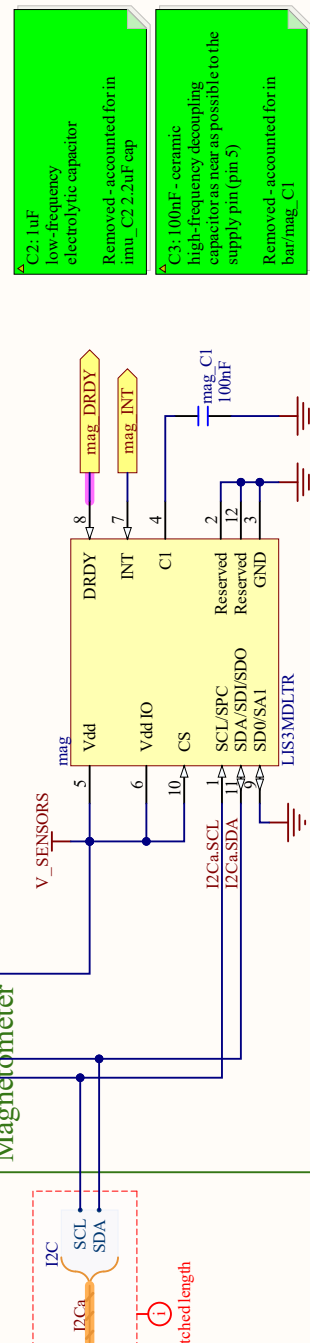 C2: 1uF
low-frequency
electrolytic capacitor
Removed - accounted for in
imu_C2 2.2uF cap
C3: 100nF - ceramic
high-frequency decoupling
capacitor as near as possible to the
supply pin (pin 5)
Removed - accounted for in
bar/mag_C1
Magnetometer
V_SENSORS
mag
5
Vdd
DRDY
8
mag_DRDY
6
Vdd IO
INT
7
mag_INT
10
CS
C1
4
mag_C1
100nF
I2Ca.SCL
1
SCL/SPC
Reserved
2
I2Ca.SDA
11
SDA/SDI/SDO
Reserved
12
9
SD0/SA1
GND
3
LIS3MDLTR
I2C
SCL
SDA
I2Ca
i
tched length